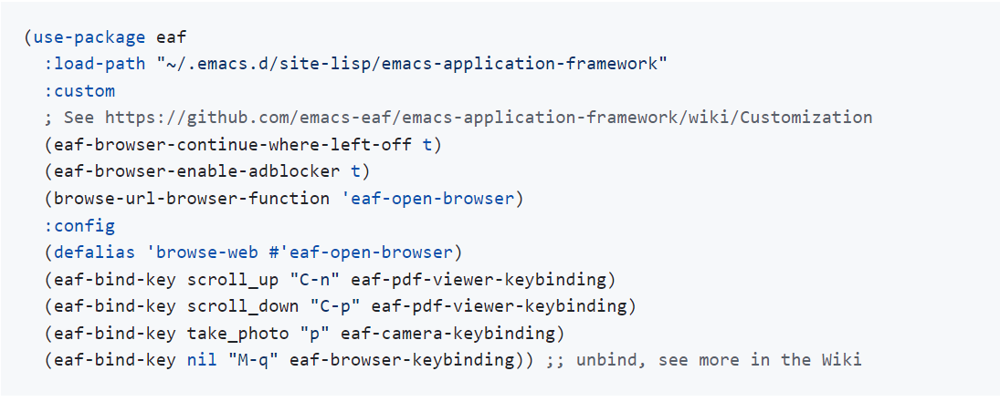 (use-package eaf
  :load-path "~/.emacs.d/site-lisp/emacs-application-framework"
  :custom
  ; See https://github.com/emacs-eaf/emacs-application-framework/wiki/Customization
  (eaf-browser-continue-where-left-off t)
  (eaf-browser-enable-adblocker t)
  (browse-url-browser-function 'eaf-open-browser)
  :config
  (defalias 'browse-web #'eaf-open-browser)
  (eaf-bind-key scroll_up "C-n" eaf-pdf-viewer-keybinding)
  (eaf-bind-key scroll_down "C-p" eaf-pdf-viewer-keybinding)
  (eaf-bind-key take_photo "p" eaf-camera-keybinding)
  (eaf-bind-key nil "M-q" eaf-browser-keybinding)) ;; unbind, see more in the Wiki